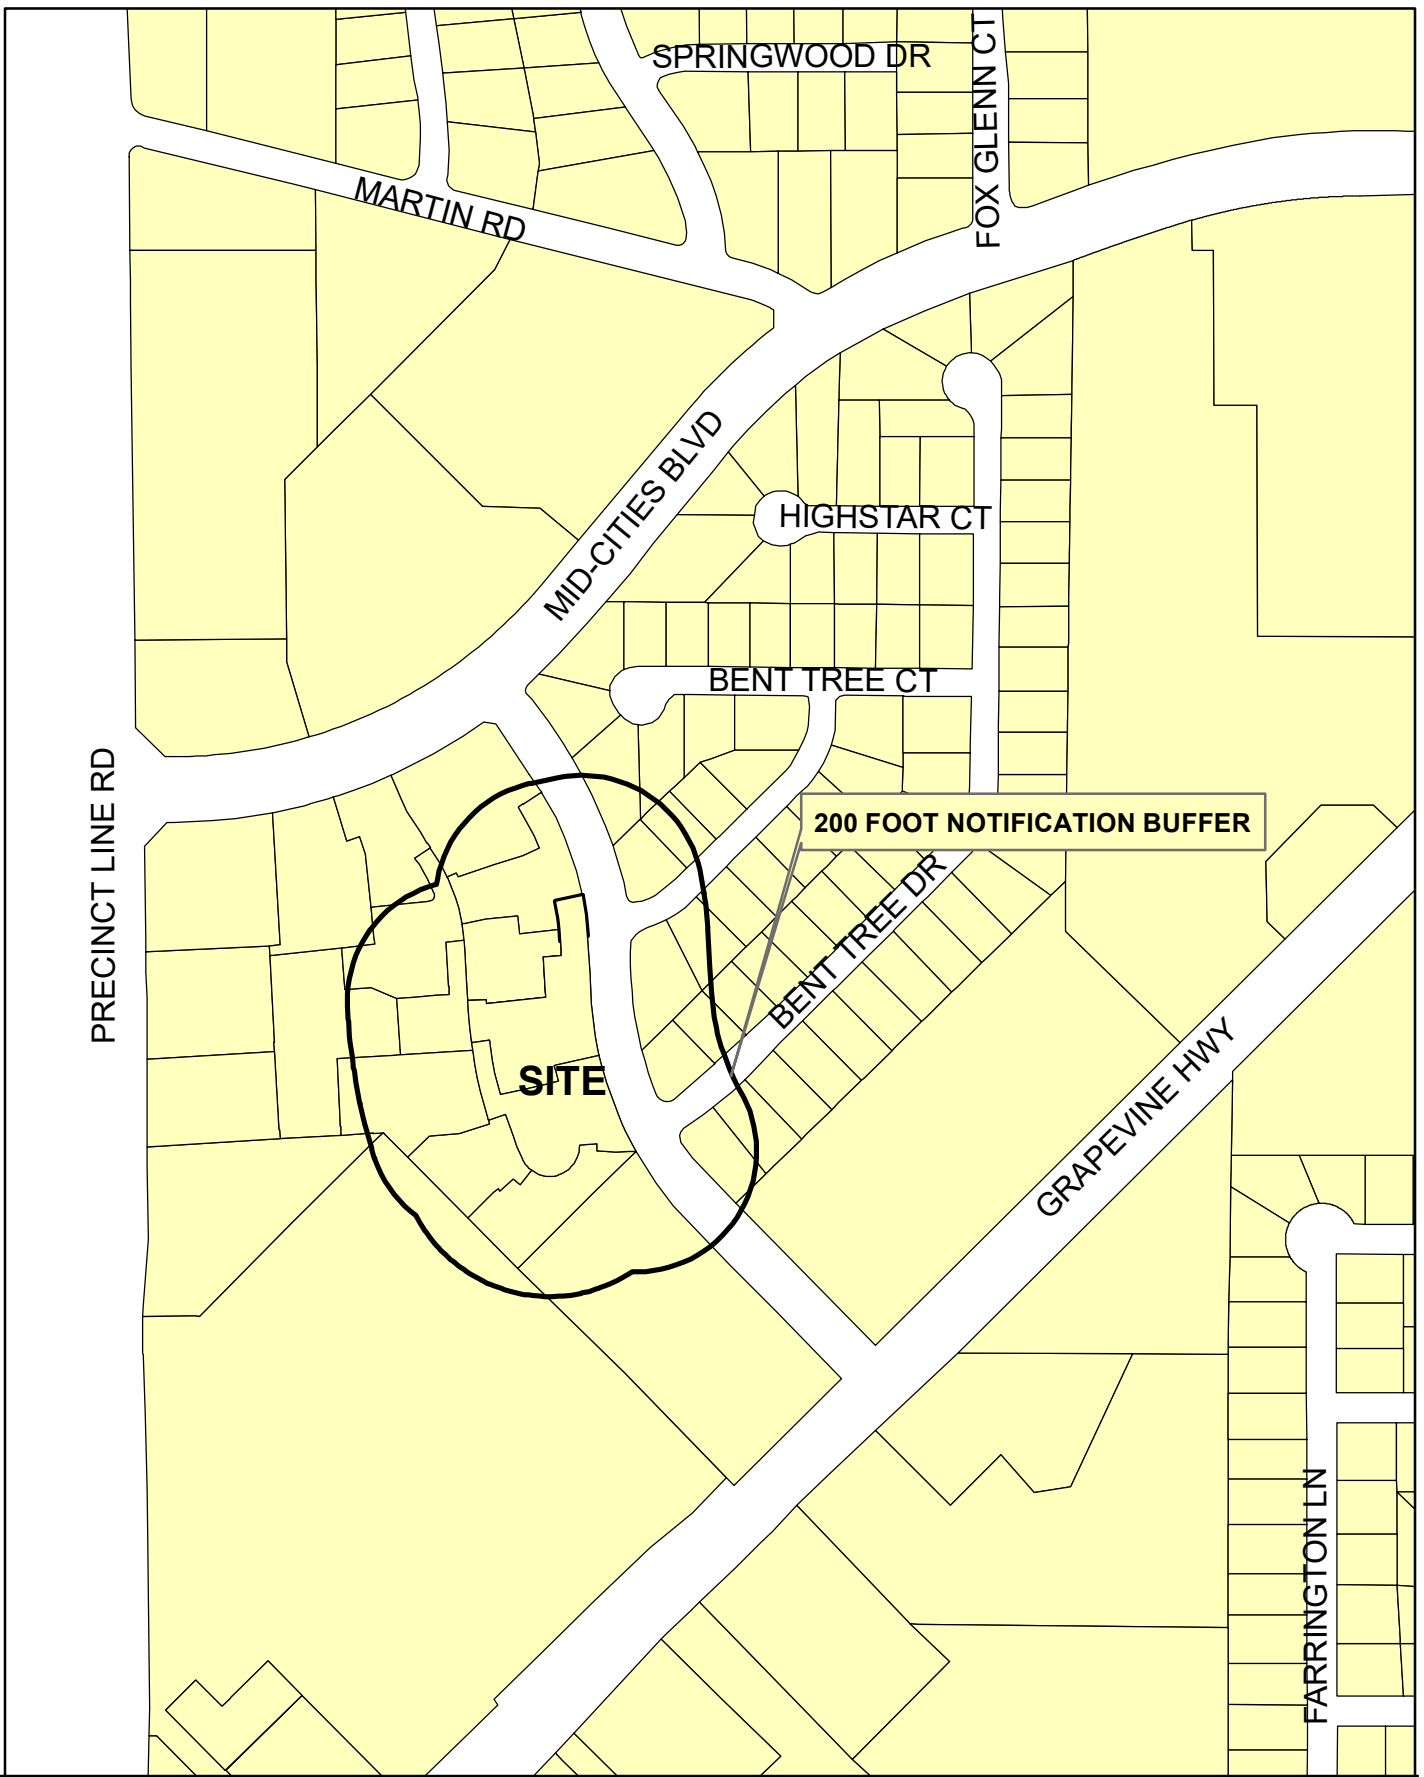 SPRINGWOOD DR
FOX GLENN CT
MARTIN RD
MID-CITIES BLVD
HIGHSTAR CT
BENT TREE CT
PRECINCT LINE RD
200 FOOT NOTIFICATION BUFFER
BENT TREE DR
SITE
GRAPEVINE HWY
FARRINGTON LN